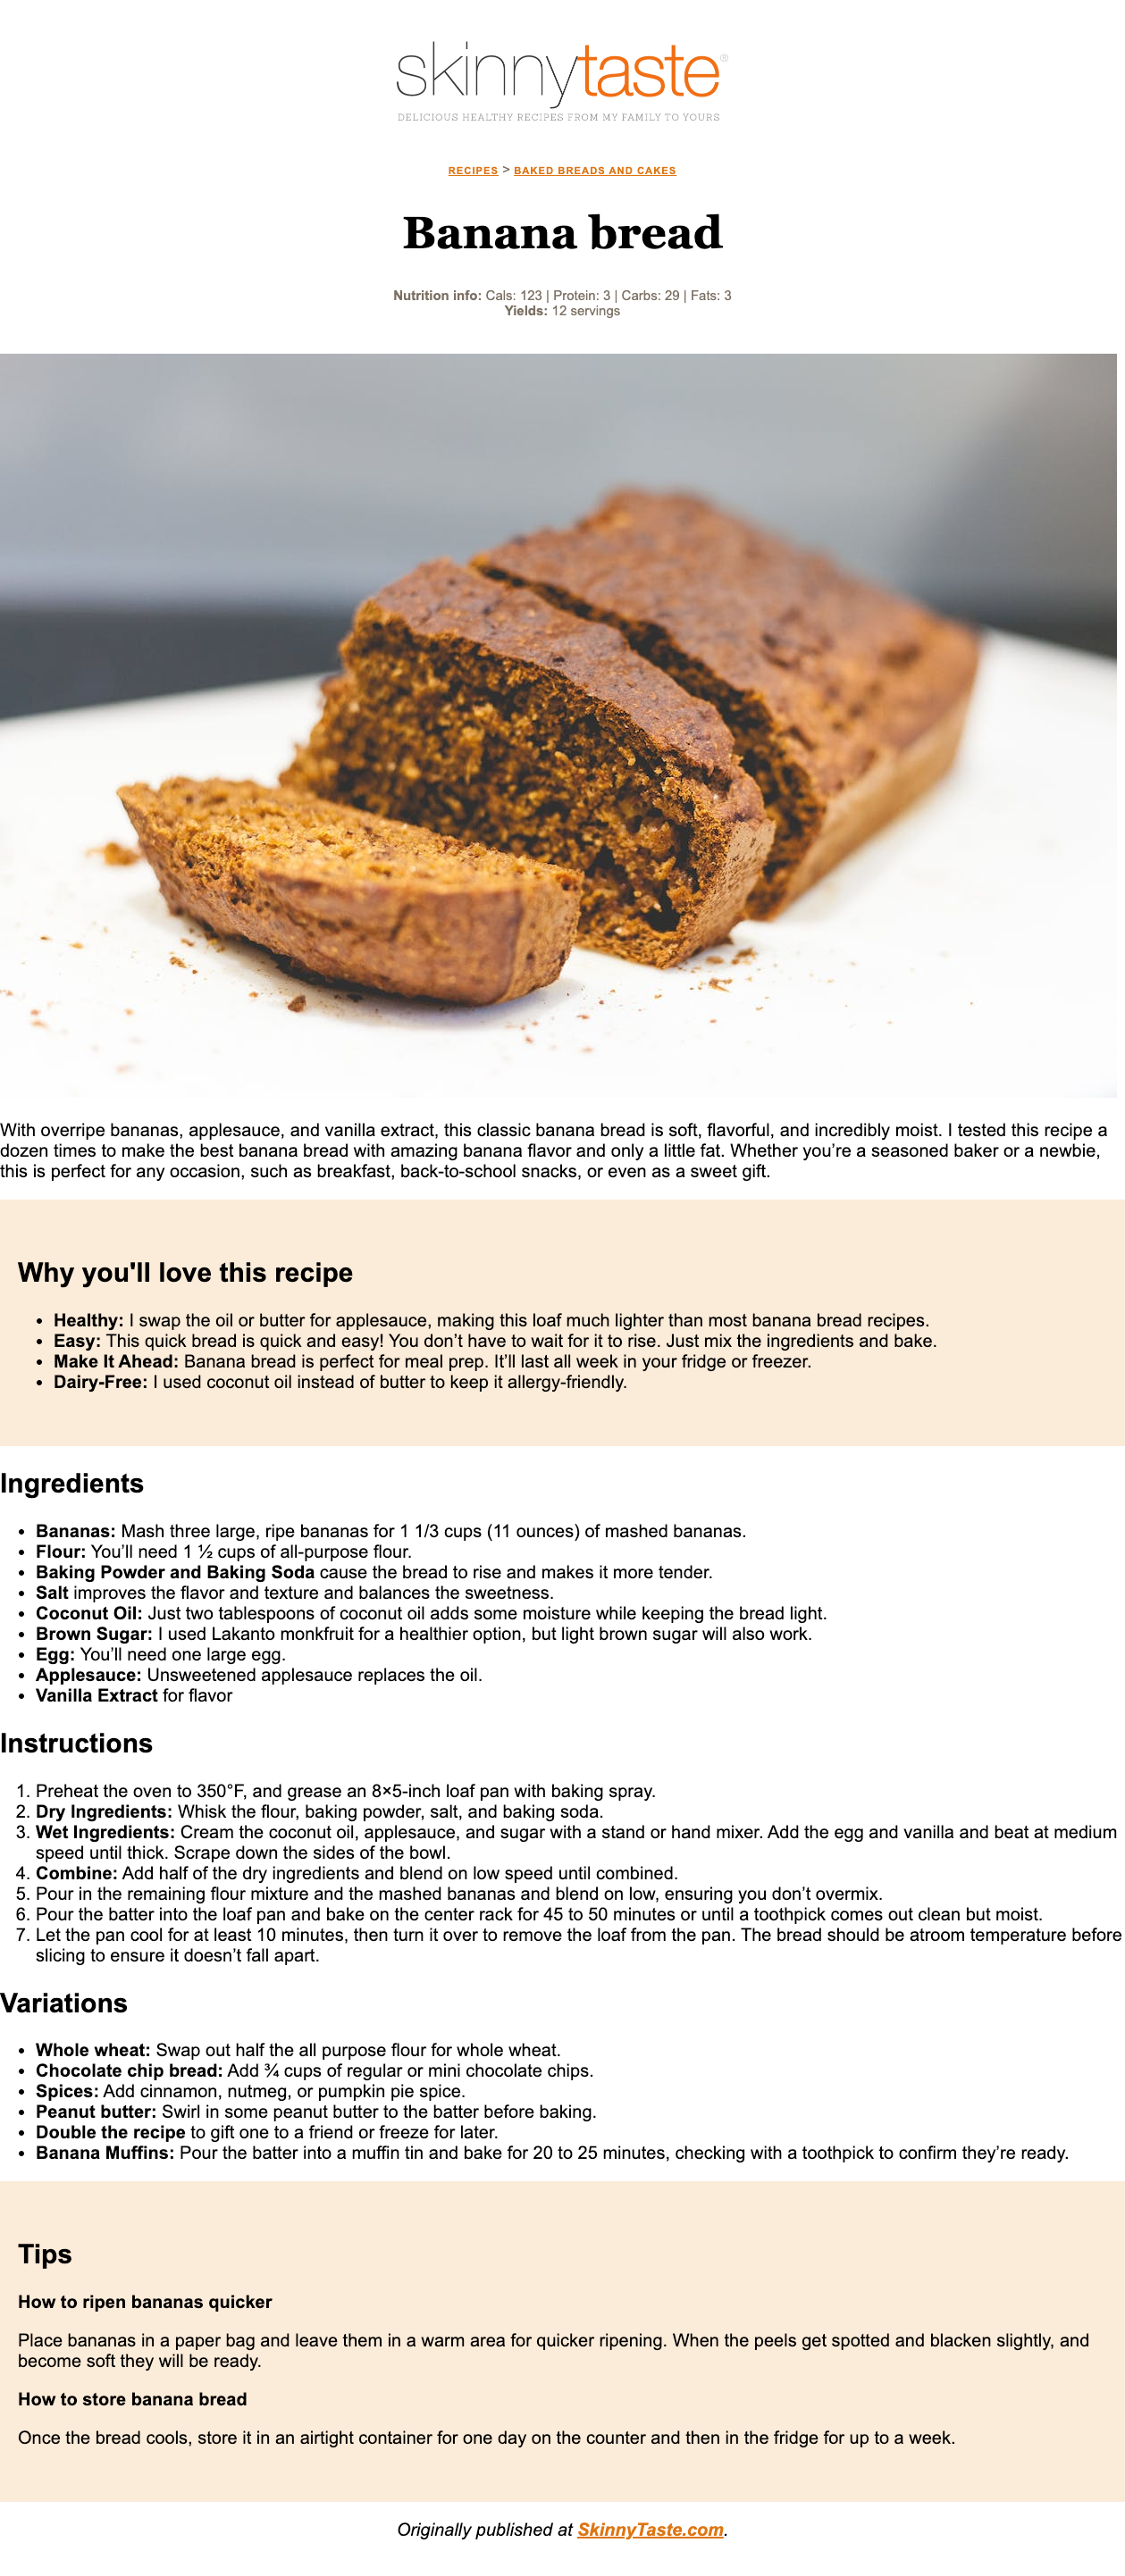 skinnytaste®
DELICIOUS HEALTHY RECIPES FROM MY FAMILY TO YOURS
RECIPES > BAKED BREADS AND CAKES
Banana bread
Nutrition info: Cals: 123 | Protein: 3 | Carbs: 29 | Fats: 3
Yields: 12 servings
With overripe bananas, applesauce, and vanilla extract, this classic banana bread is soft, flavorful, and incredibly moist. I tested this recipe a
dozen times to make the best banana bread with amazing banana flavor and only a little fat. Whether you’re a seasoned baker or a newbie,
this is perfect for any occasion, such as breakfast, back-to-school snacks, or even as a sweet gift.
Why you'll love this recipe
• Healthy: I swap the oil or butter for applesauce, making this loaf much lighter than most banana bread recipes.
• Easy: This quick bread is quick and easy! You don’t have to wait for it to rise. Just mix the ingredients and bake.
• Make It Ahead: Banana bread is perfect for meal prep. It’ll last all week in your fridge or freezer.
• Dairy-Free: I used coconut oil instead of butter to keep it allergy-friendly.
Ingredients
• Bananas: Mash three large, ripe bananas for 1 1/3 cups (11 ounces) of mashed bananas.
• Flour: You’ll need 1 ½ cups of all-purpose flour.
• Baking Powder and Baking Soda cause the bread to rise and makes it more tender.
• Salt improves the flavor and texture and balances the sweetness.
• Coconut Oil: Just two tablespoons of coconut oil adds some moisture while keeping the bread light.
• Brown Sugar: I used Lakanto monkfruit for a healthier option, but light brown sugar will also work.
• Egg: You’ll need one large egg.
• Applesauce: Unsweetened applesauce replaces the oil.
• Vanilla Extract for flavor
Instructions
1. Preheat the oven to 350°F, and grease an 8×5-inch loaf pan with baking spray.
2. Dry Ingredients: Whisk the flour, baking powder, salt, and baking soda.
3. Wet Ingredients: Cream the coconut oil, applesauce, and sugar with a stand or hand mixer. Add the egg and vanilla and beat at medium
speed until thick. Scrape down the sides of the bowl.
4. Combine: Add half of the dry ingredients and blend on low speed until combined.
5. Pour in the remaining flour mixture and the mashed bananas and blend on low, ensuring you don’t overmix.
6. Pour the batter into the loaf pan and bake on the center rack for 45 to 50 minutes or until a toothpick comes out clean but moist.
7. Let the pan cool for at least 10 minutes, then turn it over to remove the loaf from the pan. The bread should be atroom temperature before
slicing to ensure it doesn’t fall apart.
Variations
• Whole wheat: Swap out half the all purpose flour for whole wheat.
• Chocolate chip bread: Add ¾ cups of regular or mini chocolate chips.
• Spices: Add cinnamon, nutmeg, or pumpkin pie spice.
• Peanut butter: Swirl in some peanut butter to the batter before baking.
• Double the recipe to gift one to a friend or freeze for later.
• Banana Muffins: Pour the batter into a muffin tin and bake for 20 to 25 minutes, checking with a toothpick to confirm they’re ready.
Tips
How to ripen bananas quicker
Place bananas in a paper bag and leave them in a warm area for quicker ripening. When the peels get spotted and blacken slightly, and
become soft they will be ready.
How to store banana bread
Once the bread cools, store it in an airtight container for one day on the counter and then in the fridge for up to a week.
Originally published at SkinnyTaste.com.